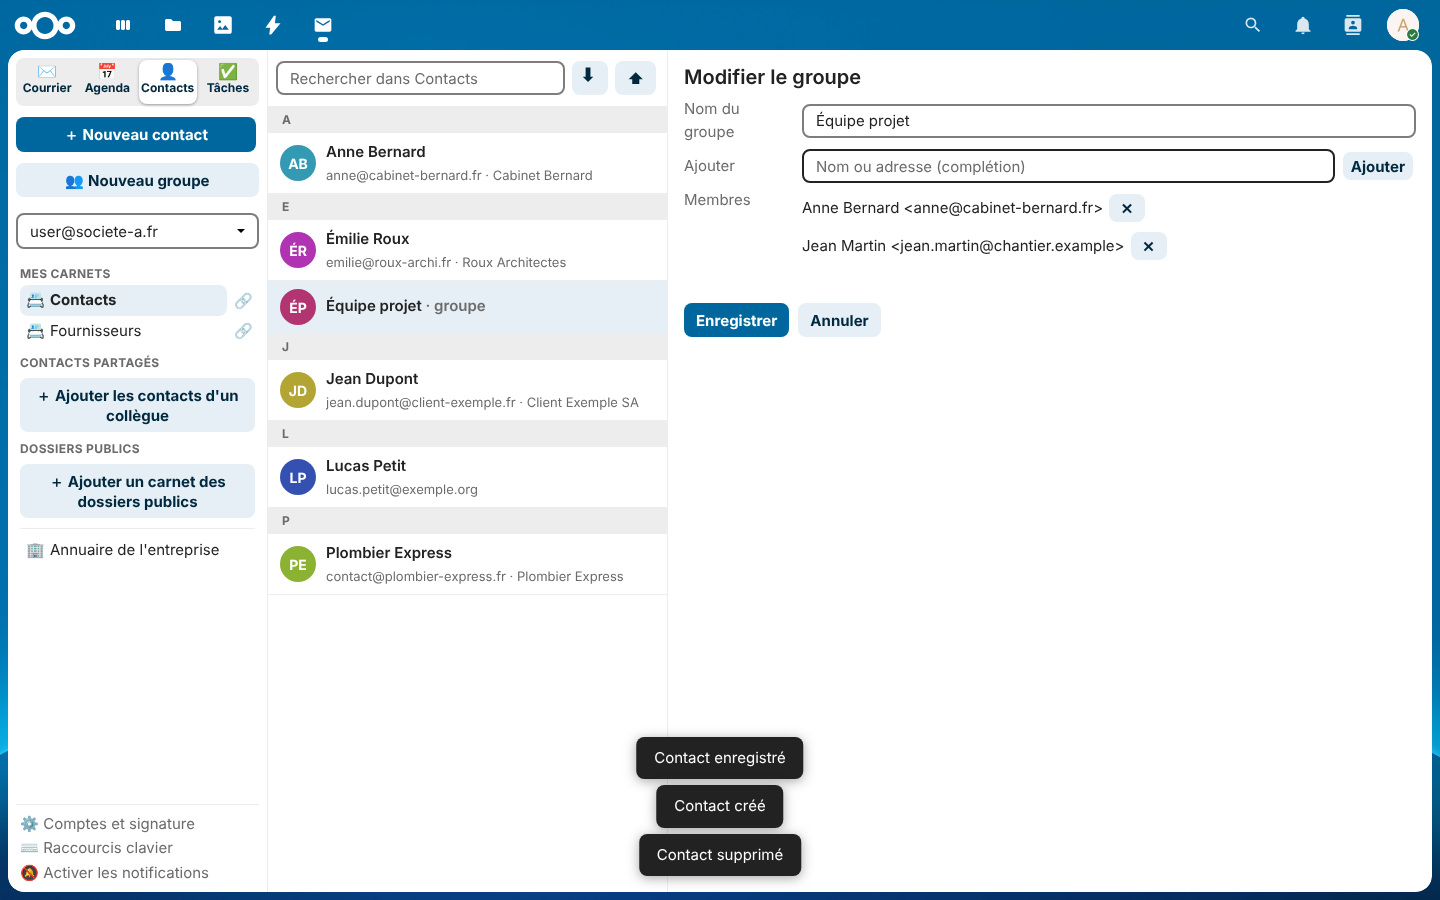 A
Courrier
Agenda
Contacts
Tâches
+ Nouveau contact
Nouveau groupe
user@societe-a.fr
MES CARNETS
Contacts
Fournisseurs
CONTACTS PARTAGÉS
+ Ajouter les contacts d'un
collègue
DOSSIERS PUBLICS
+ Ajouter un carnet des
dossiers publics
Annuaire de l'entreprise
Comptes et signature
Raccourcis clavier
Activer les notifications
Rechercher dans Contacts
A
AB
Anne Bernard
anne@cabinet-bernard.fr · Cabinet Bernard
E
ÉR
Émilie Roux
emilie@roux-archi.fr · Roux Architectes
ÉP
Équipe projet · groupe
J
JD
Jean Dupont
jean.dupont@client-exemple.fr · Client Exemple SA
L
LP
Lucas Petit
lucas.petit@exemple.org
P
PE
Plombier Express
contact@plombier-express.fr · Plombier Express
Modifier le groupe
Nom du
groupe
Équipe projet
Ajouter
Nom ou adresse (complétion)
Ajouter
Membres
Anne Bernard <anne@cabinet-bernard.fr>
Jean Martin <jean.martin@chantier.example>
Enregistrer
Annuler
Contact enregistré
Contact créé
Contact supprimé